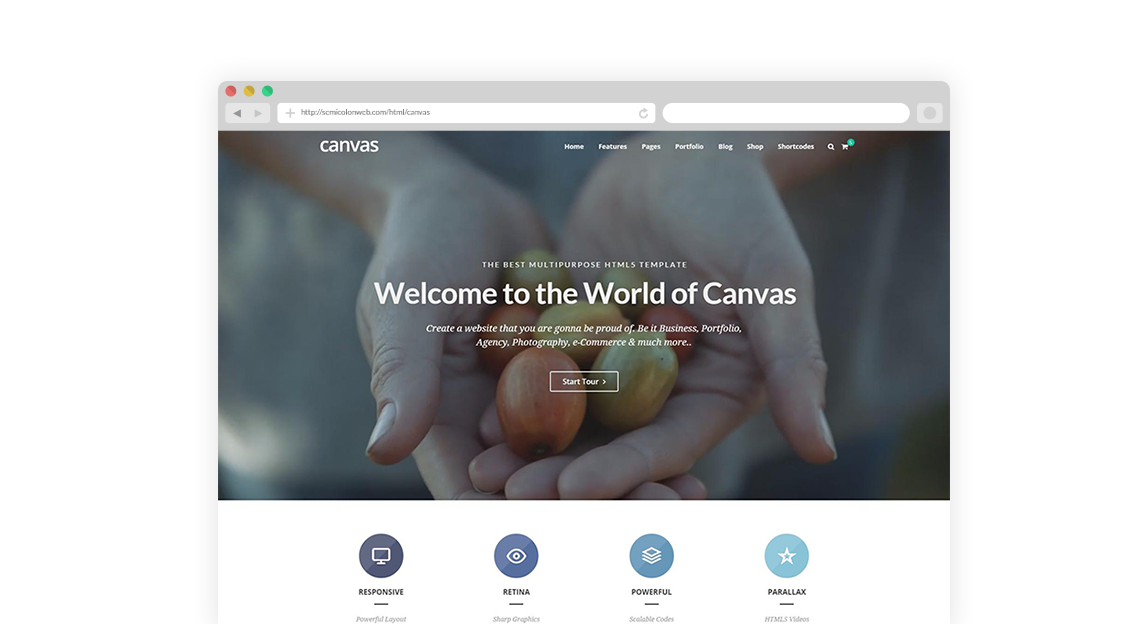 http://semicolonweb.com/html/canvas
canvas
Home Features Pages Portfolio Blog Shop Shortcodes
THE BEST MULTIPURPOSE HTML5 TEMPLATE
Welcome to the World of Canvas
Create a website that you are gonna be proud of. Be it Business, Portfolio,
Agency, Photography, e-Commerce & much more..
Start Tour
RESPONSIVE RETINA POWERFUL PARALLAX
Powerful Layout Sharp Graphics Scalable Codes HTML5 Videos